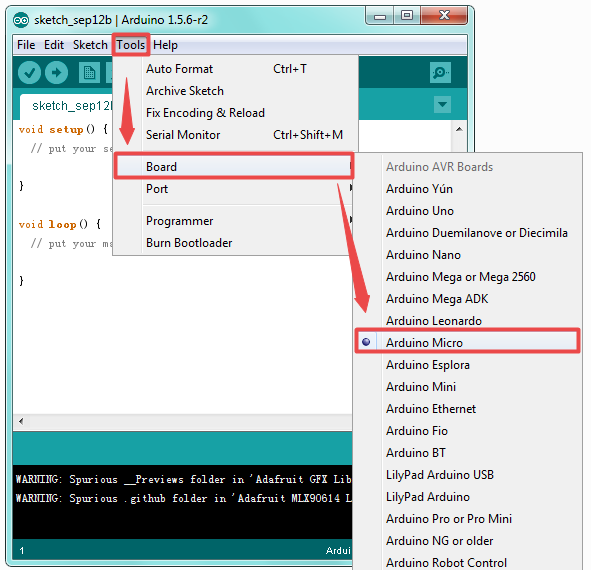 sketch_sep12b | Arduino 1.5.6-r2
File Edit Sketch Tools Help
Auto Format Ctrl+T
Archive Sketch
Fix Encoding & Reload
Serial Monitor Ctrl+Shift+M
Board
Port
Programmer
Burn Bootloader
sketch_sep12b
void setup() {
// put your se
}
void loop() {
// put your ma
}
Arduino AVR Boards
Arduino Yún
Arduino Uno
Arduino Duemilanove or Diecimila
Arduino Nano
Arduino Mega or Mega 2560
Arduino Mega ADK
Arduino Leonardo
Arduino Micro
Arduino Esplora
Arduino Mini
Arduino Ethernet
Arduino Fio
Arduino BT
LilyPad Arduino USB
LilyPad Arduino
Arduino Pro or Pro Mini
Arduino NG or older
Arduino Robot Control
WARNING: Spurious __Previews folder in 'Adafruit GFX Lib
WARNING: Spurious .github folder in 'Adafruit MLX90614 L
1 Ardui